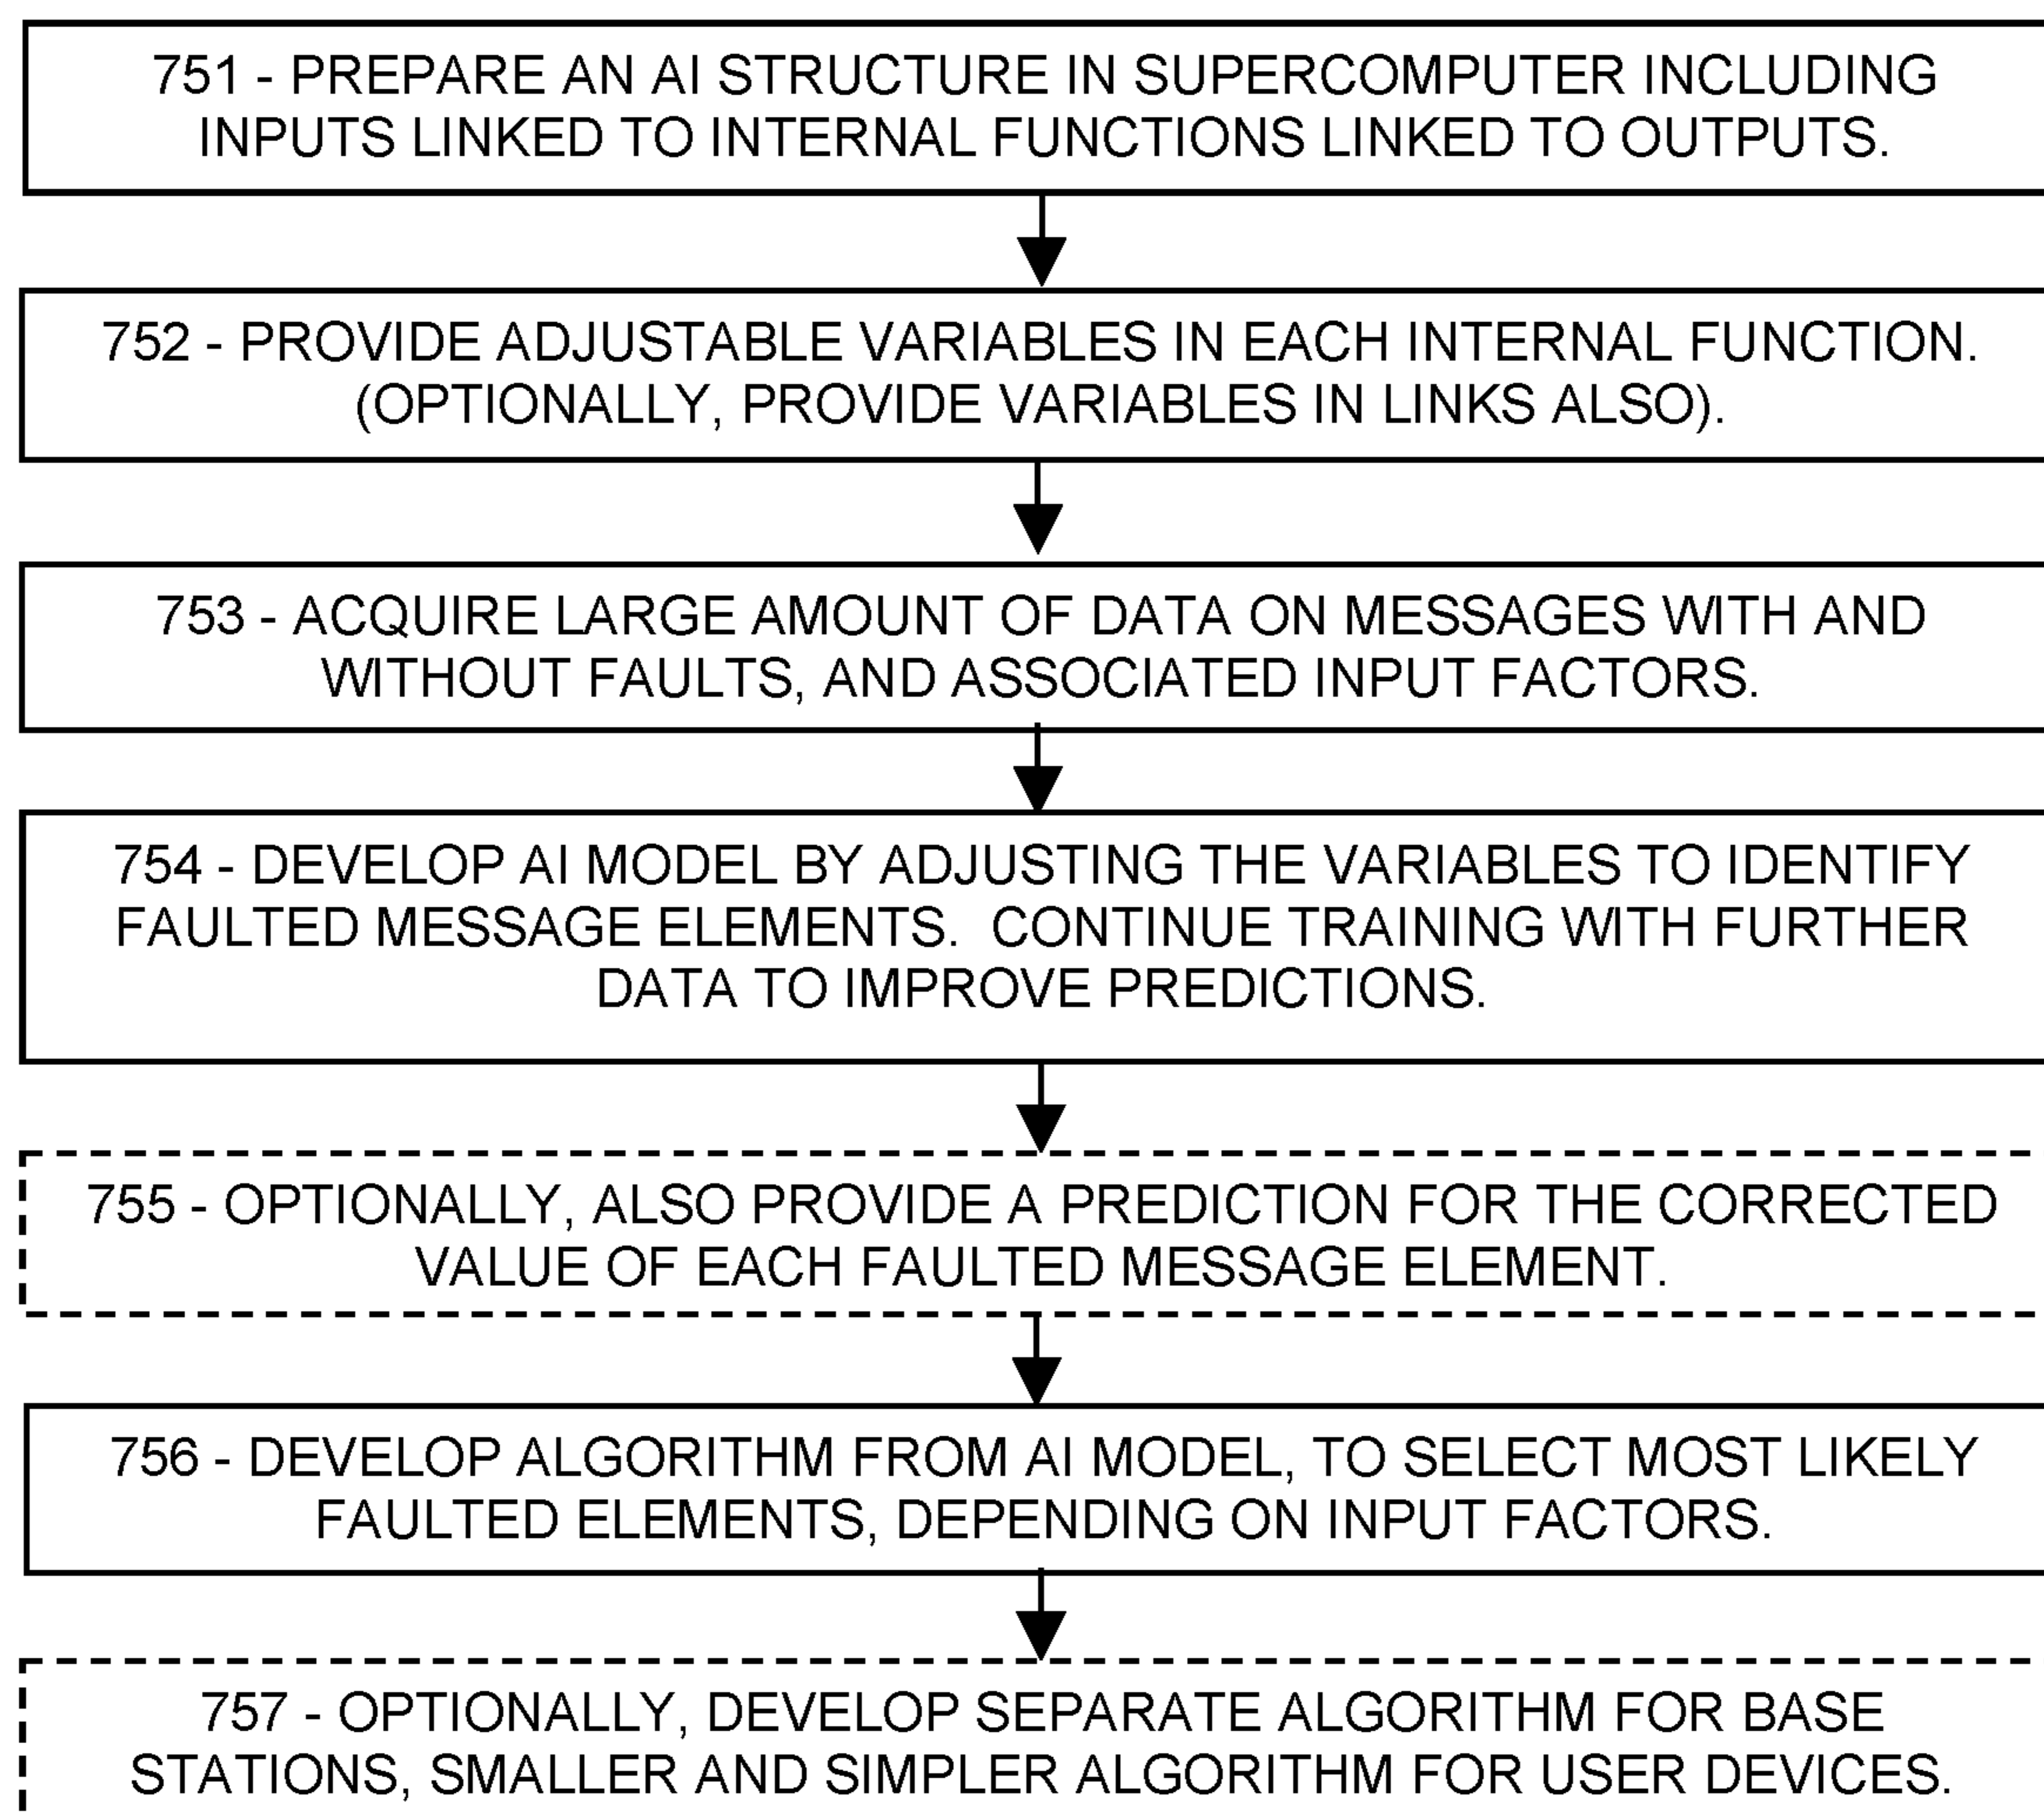 751 - PREPARE AN AI STRUCTURE IN SUPERCOMPUTER INCLUDING
INPUTS LINKED TO INTERNAL FUNCTIONS LINKED TO OUTPUTS.
752 - PROVIDE ADJUSTABLE VARIABLES IN EACH INTERNAL FUNCTION.
(OPTIONALLY, PROVIDE VARIABLES IN LINKS ALSO).
753 - ACQUIRE LARGE AMOUNT OF DATA ON MESSAGES WITH AND
WITHOUT FAULTS, AND ASSOCIATED INPUT FACTORS.
754 - DEVELOP AI MODEL BY ADJUSTING THE VARIABLES TO IDENTIFY
FAULTED MESSAGE ELEMENTS.  CONTINUE TRAINING WITH FURTHER
DATA TO IMPROVE PREDICTIONS.
755 - OPTIONALLY, ALSO PROVIDE A PREDICTION FOR THE CORRECTED
VALUE OF EACH FAULTED MESSAGE ELEMENT.
756 - DEVELOP ALGORITHM FROM AI MODEL, TO SELECT MOST LIKELY
FAULTED ELEMENTS, DEPENDING ON INPUT FACTORS.
757 - OPTIONALLY, DEVELOP SEPARATE ALGORITHM FOR BASE
STATIONS, SMALLER AND SIMPLER ALGORITHM FOR USER DEVICES.